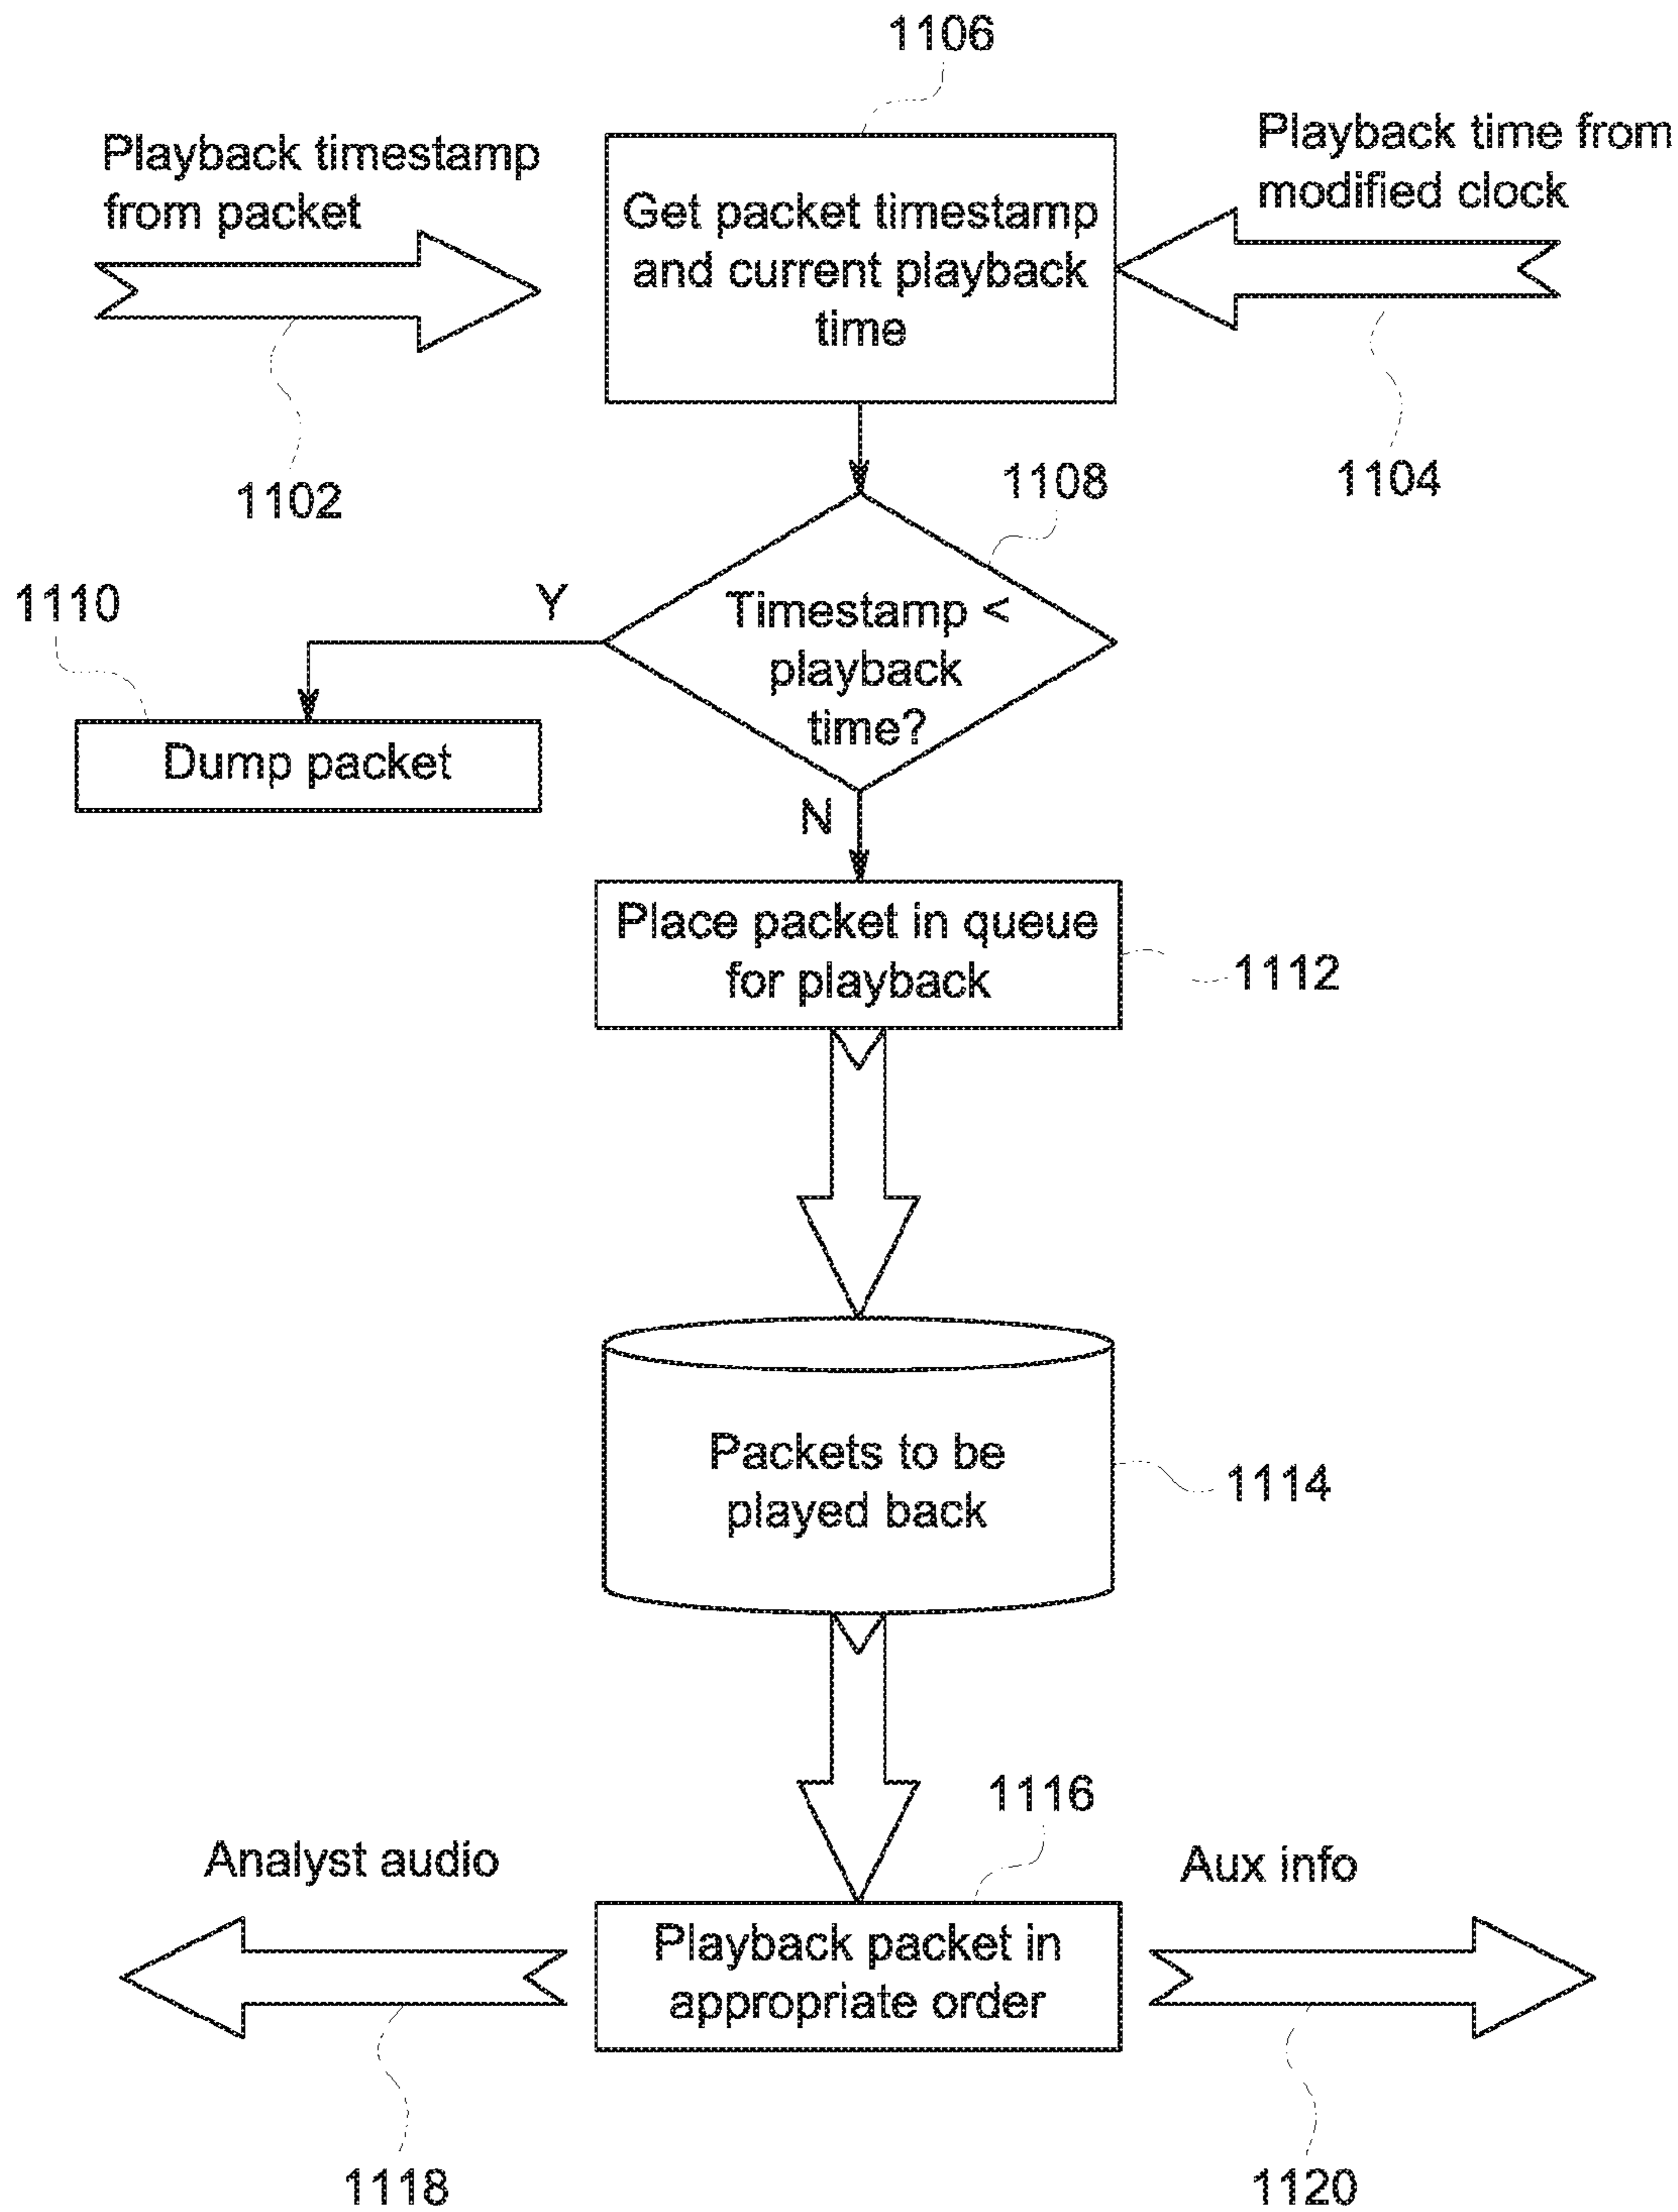 1106
Playback timestamp
from packet
Playback time from
modified clock
Get packet timestamp
and current playback
time
1102
1104
1108
1110
Y
Timestamp <
playback
time?
Dump packet
N
Place packet in queue
for playback
1112
Packets to be
played back
1114
1116
Analyst audio
Aux info
Playback packet in
appropriate order
1118
1120